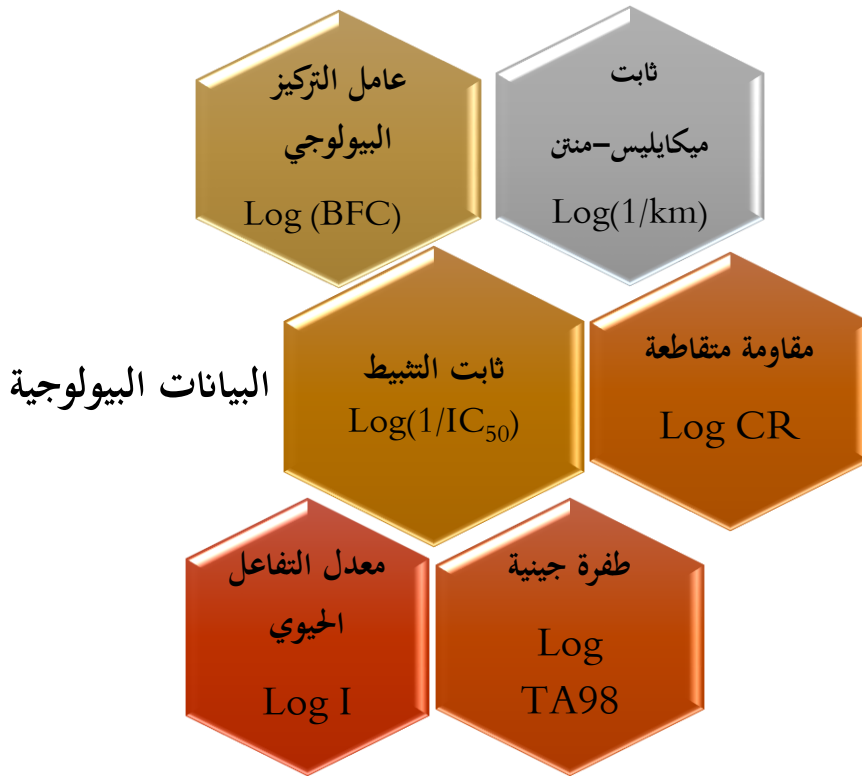 ثابت
ميكايليس-منتن
Log(1/km)
عامل التركيز
البيولوجي
Log (BFC)
مقاومة متقاطعة
Log CR
ثابت التثبيط
Log(1/IC₅₀)
البيانات البيولوجية
طفرة جينية
Log
TA98
معدل التفاعل
الحيوي
Log I